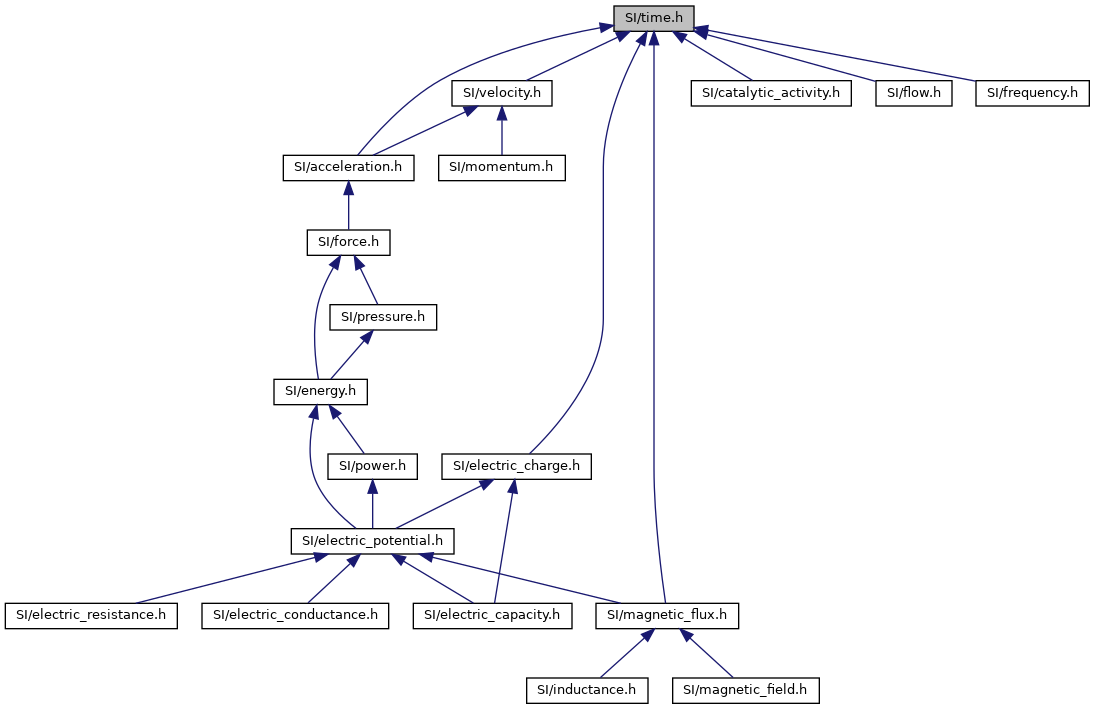 SI/time.h
SI/velocity.h
SI/catalytic_activity.h
SI/flow.h
SI/frequency.h
SI/acceleration.h
SI/momentum.h
SI/force.h
SI/pressure.h
SI/energy.h
SI/power.h
SI/electric_charge.h
SI/electric_potential.h
SI/electric_resistance.h
SI/electric_conductance.h
SI/electric_capacity.h
SI/magnetic_flux.h
SI/inductance.h
SI/magnetic_field.h